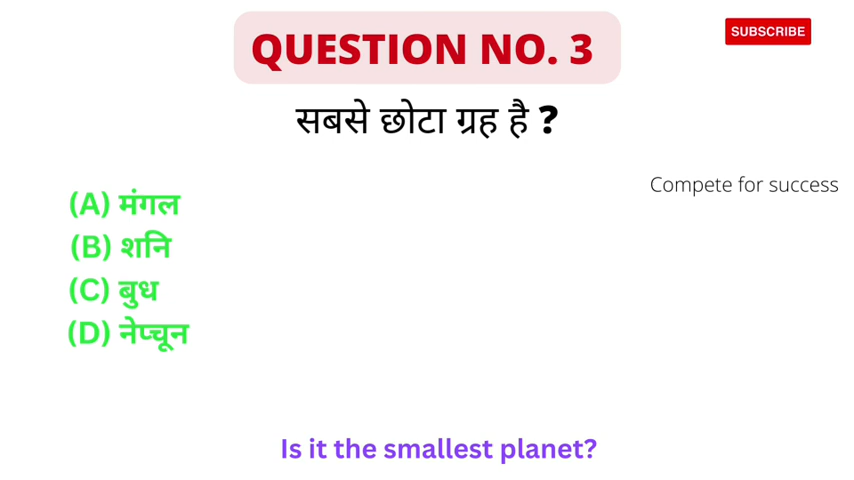 QUESTION NO. 3
SUBSCRIBE
सबसे छोटा ग्रह है ?
Compete for success
(A) मंगल
(B) शनि
(C) बुध
(D) नेप्चून
Is it the smallest planet?